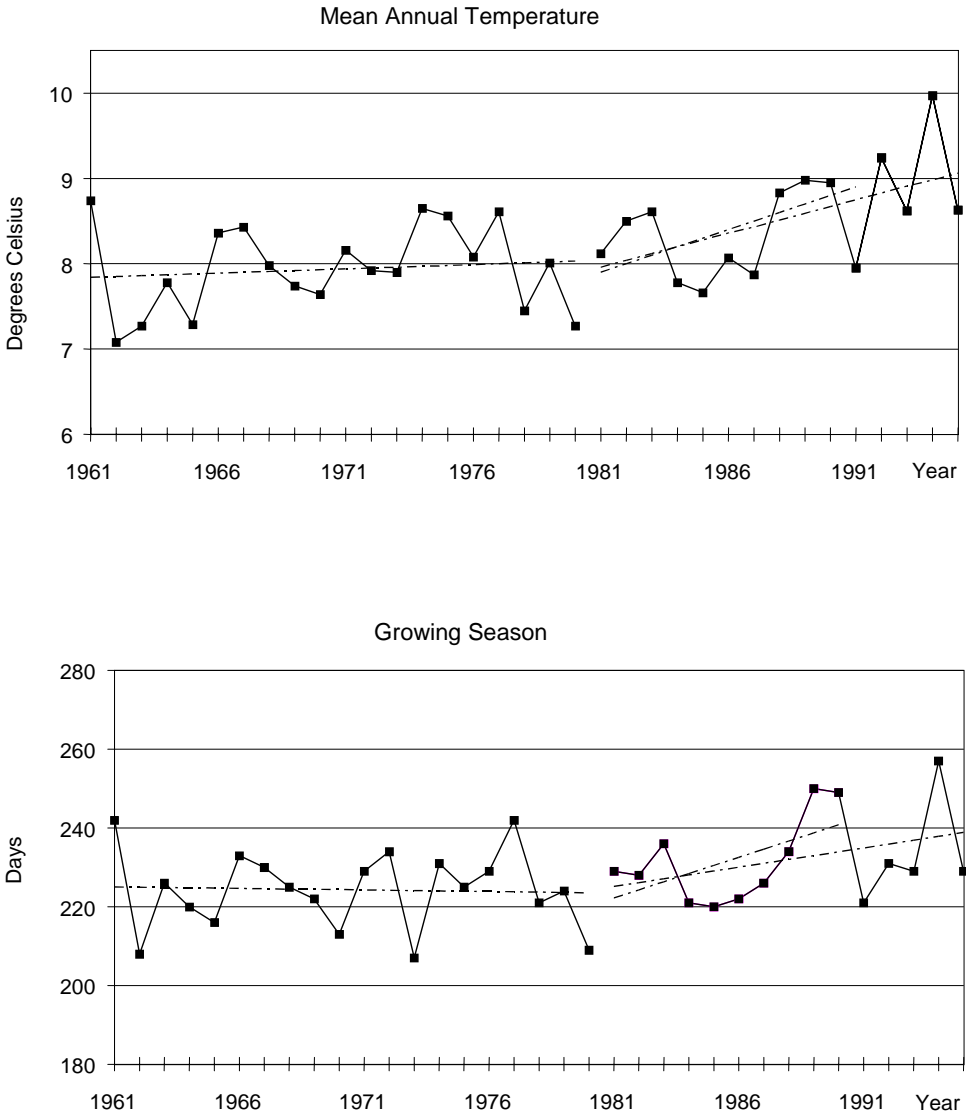 Mean Annual Temperature
10
9
8
7
6
Degrees Celsius
1961 1966 1971 1976 1981 1986 1991 Year
Growing Season
280
260
240
220
200
180
Days
1961 1966 1971 1976 1981 1986 1991 Year